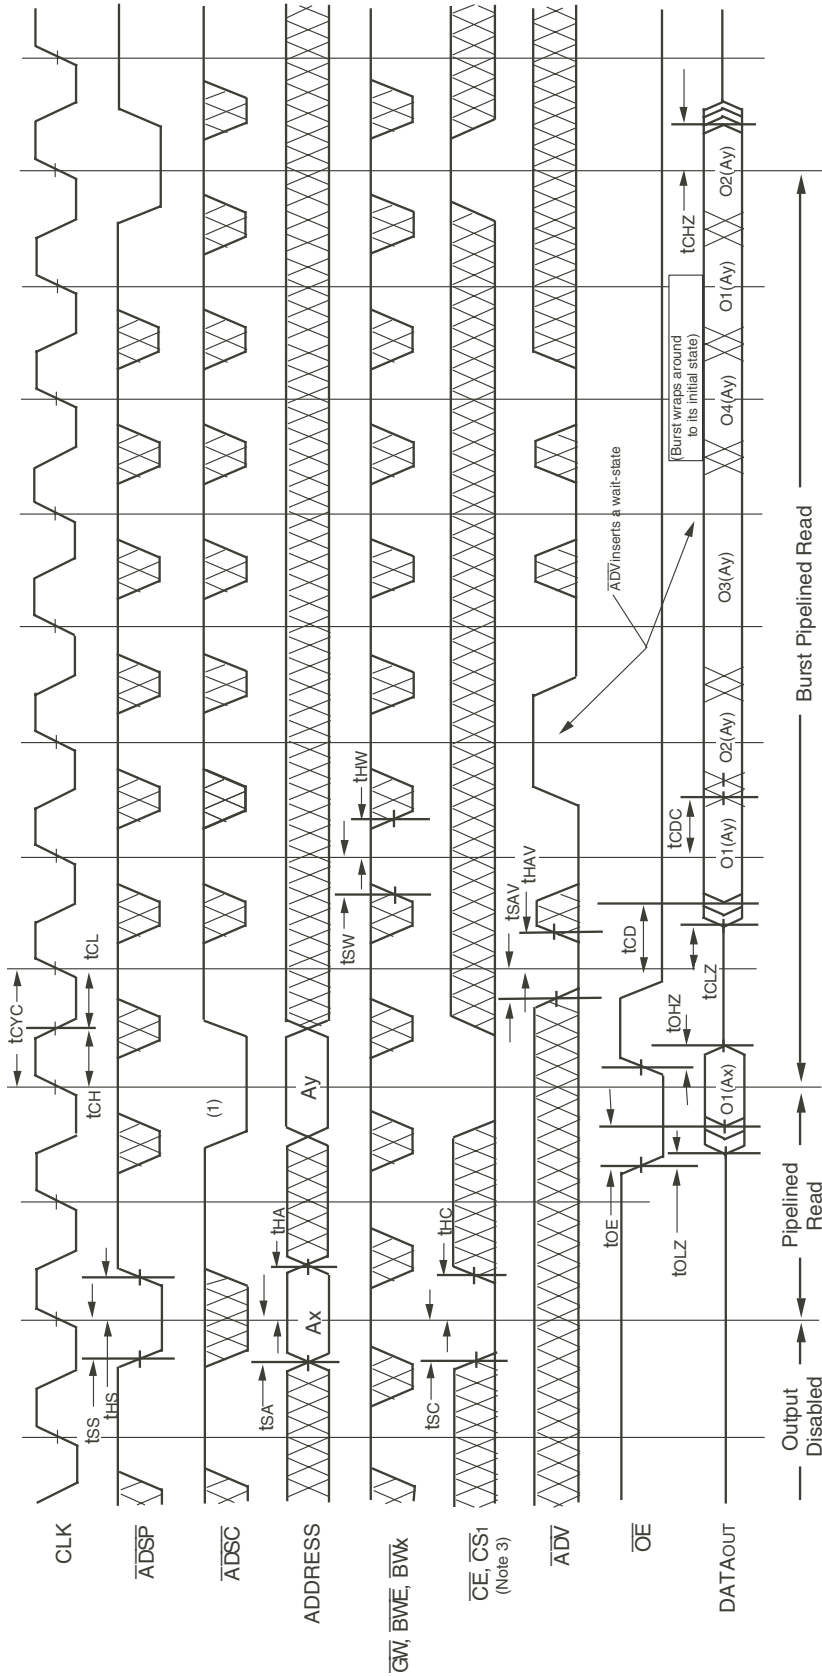 CLK
tCYC
tCH
tCL
ADSP
tSS
tHS
ADSC
(1)
ADDRESS
Ax
Ay
tSA
tHA
GW, BWE, BWx
tSW
tHW
CE, CS1
(Note 3)
tSC
tHC
ADV
tSAV
tHAV
ADV inserts a wait-state
OE
tOE
tOHZ
tCD
tOLZ
tCLZ
tCDC
tCHZ
(Burst wraps around
to its initial state)
DATAOUT
O1(Ax)
O1(Ay)
O2(Ay)
O3(Ay)
O4(Ay)
O1(Ay)
O2(Ay)
Output
Disabled
Pipelined
Read
Burst Pipelined Read